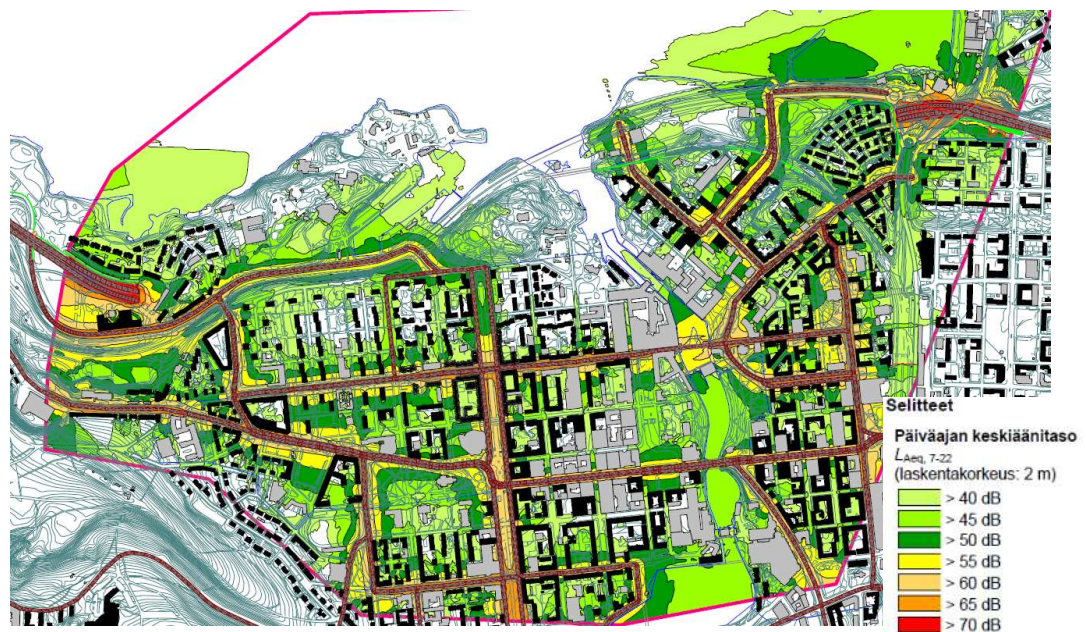 Selitteet
Päiväajan keskiäänitaso
LAeq, 7-22
(laskentakorkeus: 2 m)
> 40 dB
> 45 dB
> 50 dB
> 55 dB
> 60 dB
> 65 dB
> 70 dB